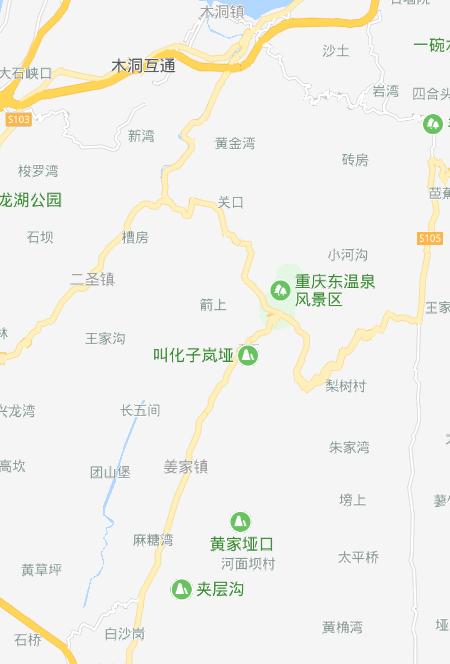 木洞镇
沙土
一碗水
木洞互通
大石峡口
岩湾
四合头
S103
新湾
黄金湾
砖房
梭罗湾
龙湖公园
关口
石坝
槽房
S105
小河沟
二圣镇
重庆东温泉
风景区
箭上
王家
王家沟
叫化子岚垭
梨树村
兴龙湾
长五间
朱家湾
高坎
团山堡
姜家镇
塝上
黄家垭口
麻糖湾
河面坝村
太平桥
黄草坪
夹层沟
石桥
白沙岗
黄桷湾
垭